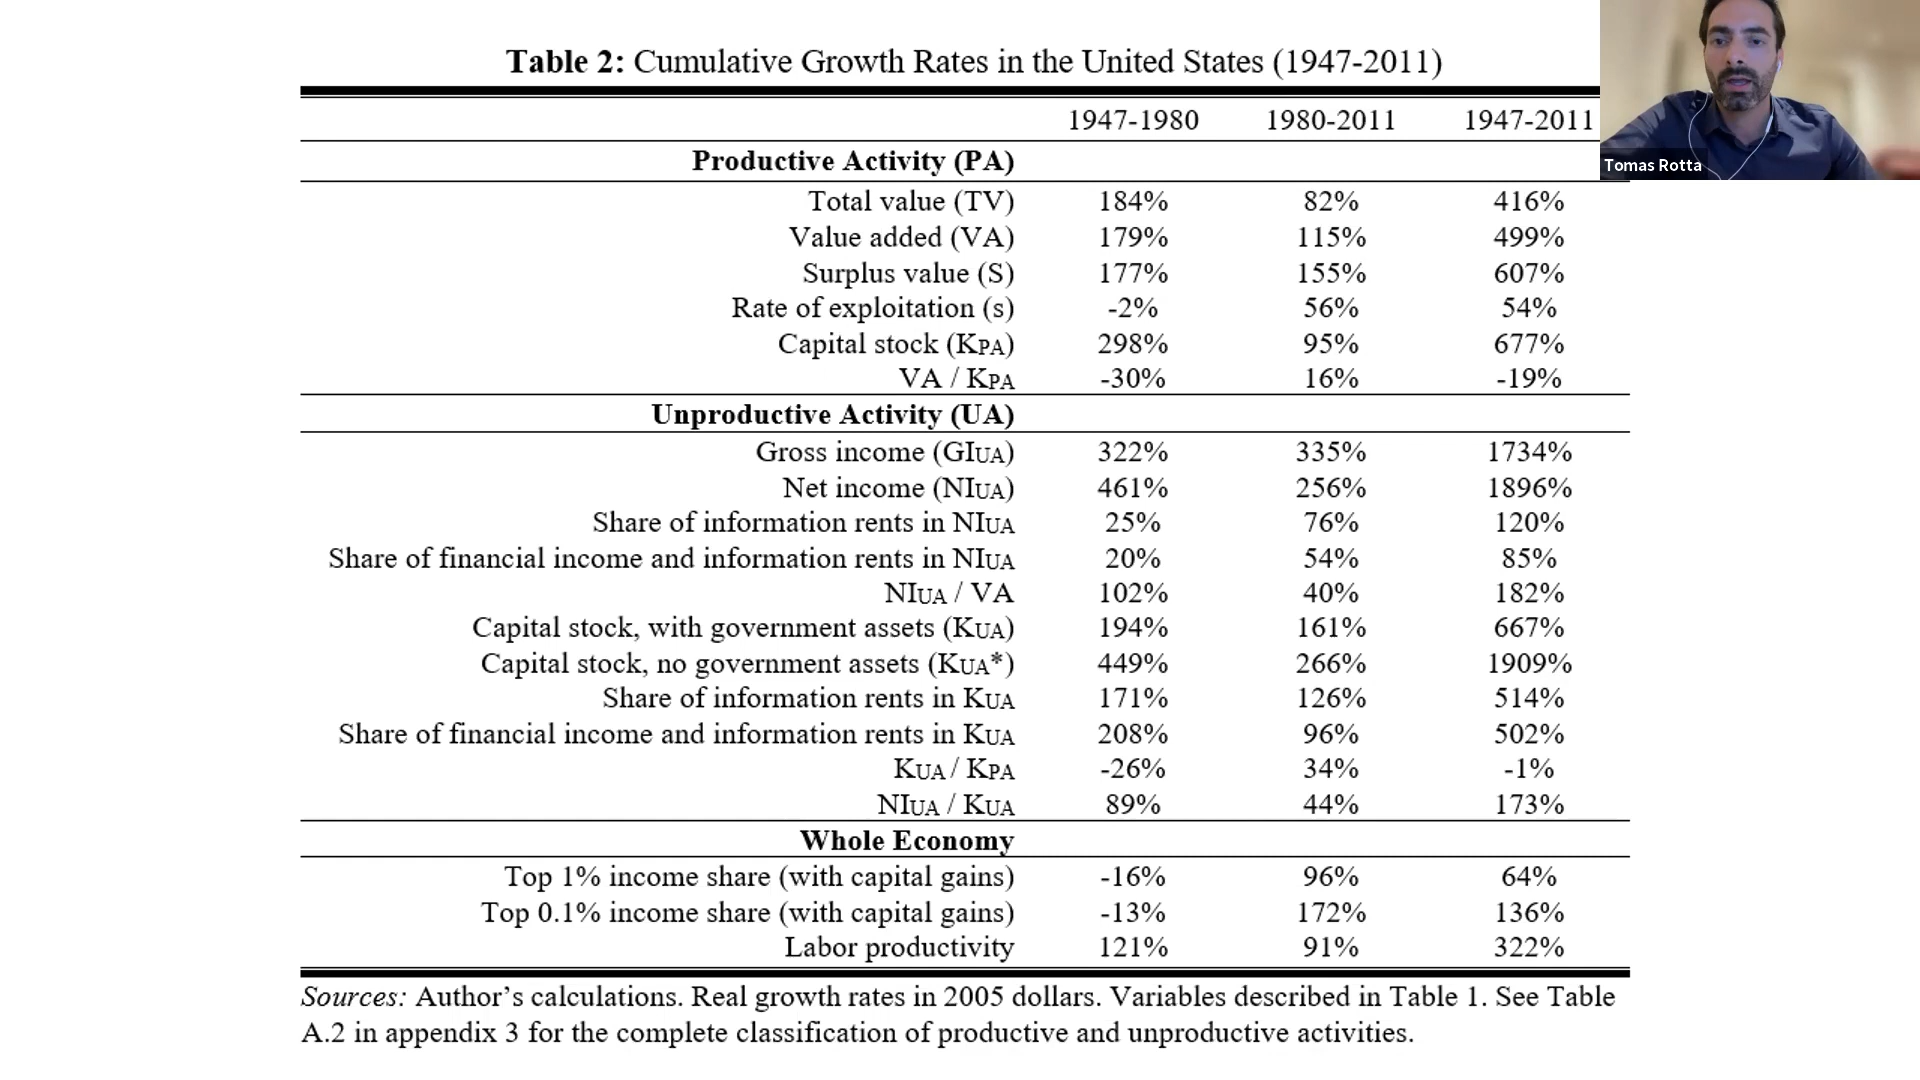 Table 2: Cumulative Growth Rates in the United States (1947-2011)
1947-1980 1980-2011 1947-2011
Tomas Rotta
Productive Activity (PA)
Total value (TV) 184% 82% 416%
Value added (VA) 179% 115% 499%
Surplus value (S) 177% 155% 607%
Rate of exploitation (s) -2% 56% 54%
Capital stock (KPA) 298% 95% 677%
VA / KPA -30% 16% -19%
Unproductive Activity (UA)
Gross income (GIUA) 322% 335% 1734%
Net income (NIUA) 461% 256% 1896%
Share of information rents in NIUA 25% 76% 120%
Share of financial income and information rents in NIUA 20% 54% 85%
NIUA / VA 102% 40% 182%
Capital stock, with government assets (KUA) 194% 161% 667%
Capital stock, no government assets (KUA*) 449% 266% 1909%
Share of information rents in KUA 171% 126% 514%
Share of financial income and information rents in KUA 208% 96% 502%
KUA / KPA -26% 34% -1%
NIUA / KUA 89% 44% 173%
Whole Economy
Top 1% income share (with capital gains) -16% 96% 64%
Top 0.1% income share (with capital gains) -13% 172% 136%
Labor productivity 121% 91% 322%
Sources: Author’s calculations. Real growth rates in 2005 dollars. Variables described in Table 1. See Table
A.2 in appendix 3 for the complete classification of productive and unproductive activities.